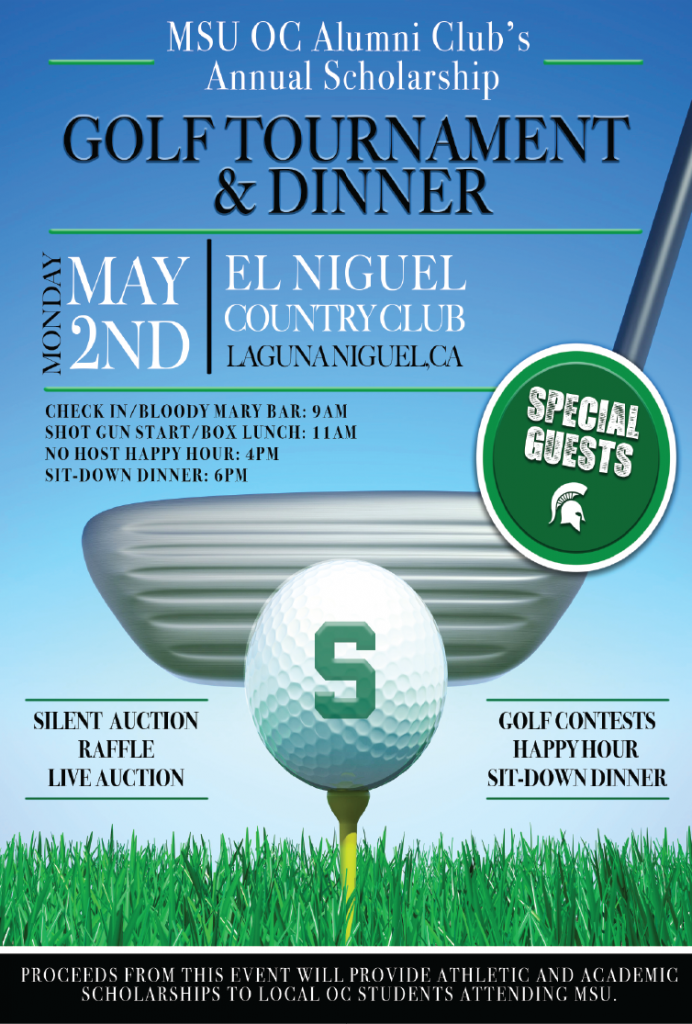 MSU OC Alumni Club's
Annual Scholarship
GOLF TOURNAMENT
& DINNER
MONDAY
MAY
2ND
EL NIGUEL
COUNTRY CLUB
LAGUNA NIGUEL, CA
CHECK IN/BLOODY MARY BAR: 9AM
SHOT GUN START/BOX LUNCH: 11AM
NO HOST HAPPY HOUR: 4PM
SIT-DOWN DINNER: 6PM
SPECIAL
GUESTS
S
SILENT AUCTION
RAFFLE
LIVE AUCTION
GOLF CONTESTS
HAPPY HOUR
SIT-DOWN DINNER
PROCEEDS FROM THIS EVENT WILL PROVIDE ATHLETIC AND ACADEMIC
SCHOLARSHIPS TO LOCAL OC STUDENTS ATTENDING MSU.